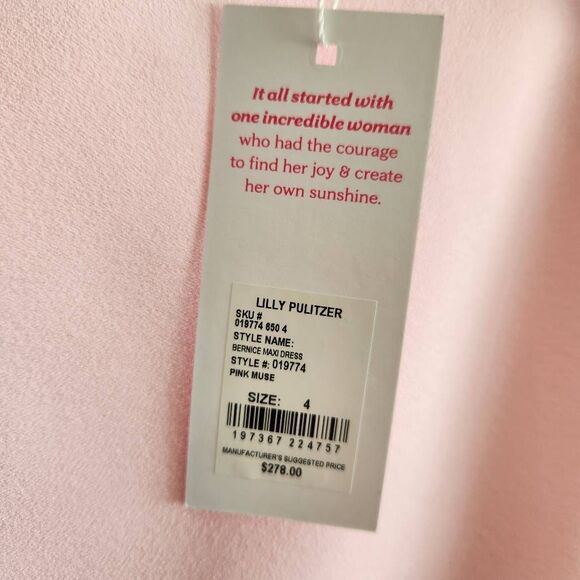 It all started with
one incredible woman
who had the courage
to find her joy & create
her own sunshine.
LILLY PULITZER
SKU #
019774 650 4
STYLE NAME:
BERNICE MAXI DRESS
STYLE #: 019774
PINK MUSE
SIZE: 4
197367 224757
MANUFACTURER'S SUGGESTED PRICE
$278.00